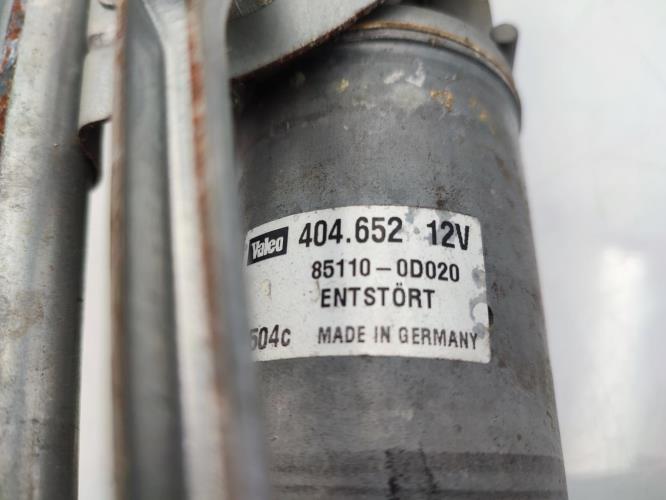 Valeo 404.652 12V
85110-0D020
ENTSTÖRT
504c MADE IN GERMANY